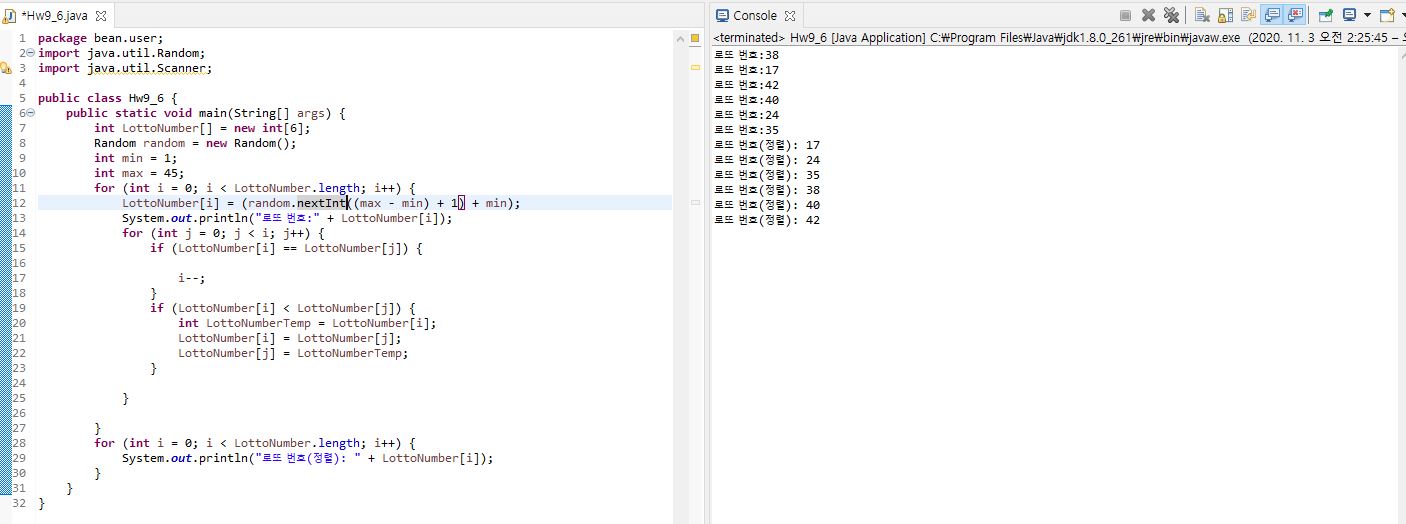 *Hw9_6.java
1 package bean.user;
2 import java.util.Random;
3 import java.util.Scanner;
4
5 public class Hw9_6 {
6 public static void main(String[] args) {
7 int LottoNumber[] = new int[6];
8 Random random = new Random();
9 int min = 1;
10 int max = 45;
11 for (int i = 0; i < LottoNumber.length; i++) {
12 LottoNumber[i] = (random.nextInt((max - min) + 1) + min);
13 System.out.println("로또 번호:" + LottoNumber[i]);
14 for (int j = 0; j < i; j++) {
15 if (LottoNumber[i] == LottoNumber[j]) {
16
17 i--;
18 }
19 if (LottoNumber[i] < LottoNumber[j]) {
20 int LottoNumberTemp = LottoNumber[i];
21 LottoNumber[i] = LottoNumber[j];
22 LottoNumber[j] = LottoNumberTemp;
23 }
24
25 }
26
27 }
28 for (int i = 0; i < LottoNumber.length; i++) {
29 System.out.println("로또 번호(정렬): " + LottoNumber[i]);
30 }
31 }
32 }
Console
<terminated> Hw9_6 [Java Application] C:₩Program Files₩Java₩jdk1.8.0_261₩jre₩bin₩javaw.exe (2020. 11. 3 오전 2:25:45 –
로또 번호:38
로또 번호:17
로또 번호:42
로또 번호:40
로또 번호:24
로또 번호:35
로또 번호(정렬): 17
로또 번호(정렬): 24
로또 번호(정렬): 35
로또 번호(정렬): 38
로또 번호(정렬): 40
로또 번호(정렬): 42